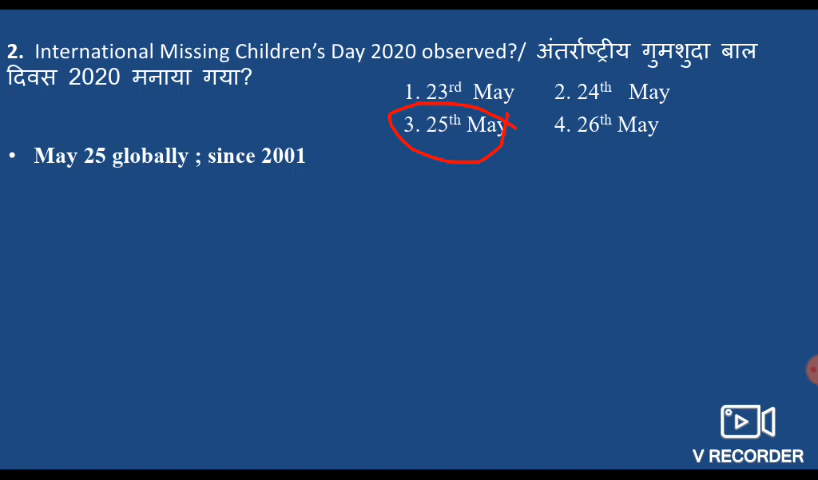 2. International Missing Children’s Day 2020 observed?/ अंतर्राष्ट्रीय गुमशुदा बाल
दिवस 2020 मनाया गया?
1. 23rd May 2. 24th May
3. 25th May 4. 26th May
• May 25 globally ; since 2001
V RECORDER